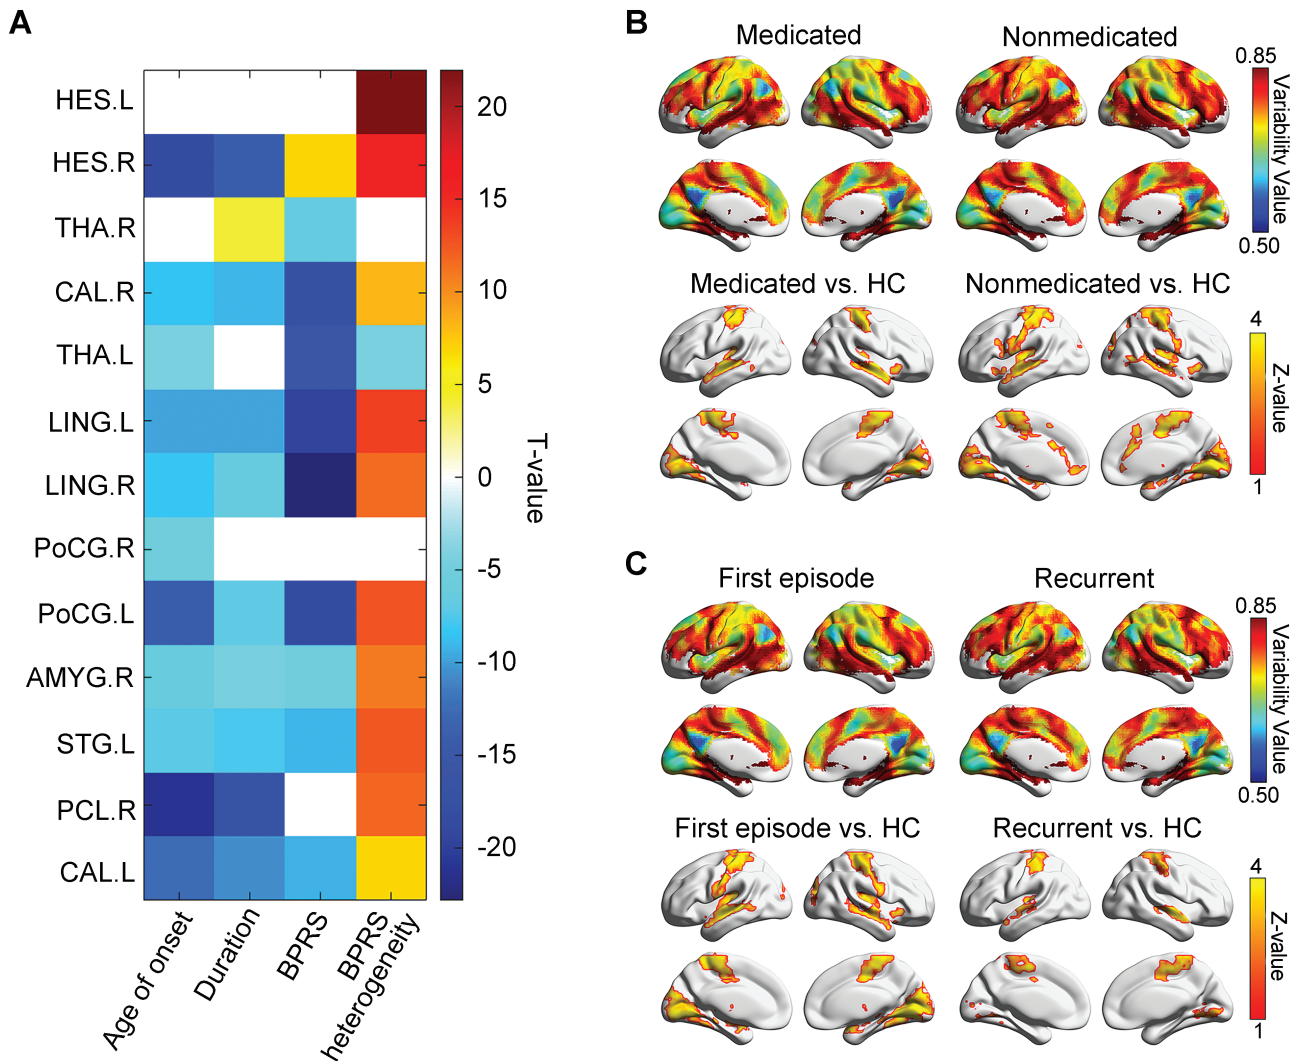 A
HES.L
HES.R
THA.R
CAL.R
THA.L
LING.L
LING.R
PoCG.R
PoCG.L
AMYG.R
STG.L
PCL.R
CAL.L
Age of onset
Duration
BPRS
BPRS
heterogeneity
20
15
10
5
0
-5
-10
-15
-20
T-value
B
Medicated
Nonmedicated
0.85
0.50
Variability Value
Medicated vs. HC
Nonmedicated vs. HC
4
1
Z-value
C
First episode
Recurrent
0.85
0.50
Variability Value
First episode vs. HC
Recurrent vs. HC
4
1
Z-value